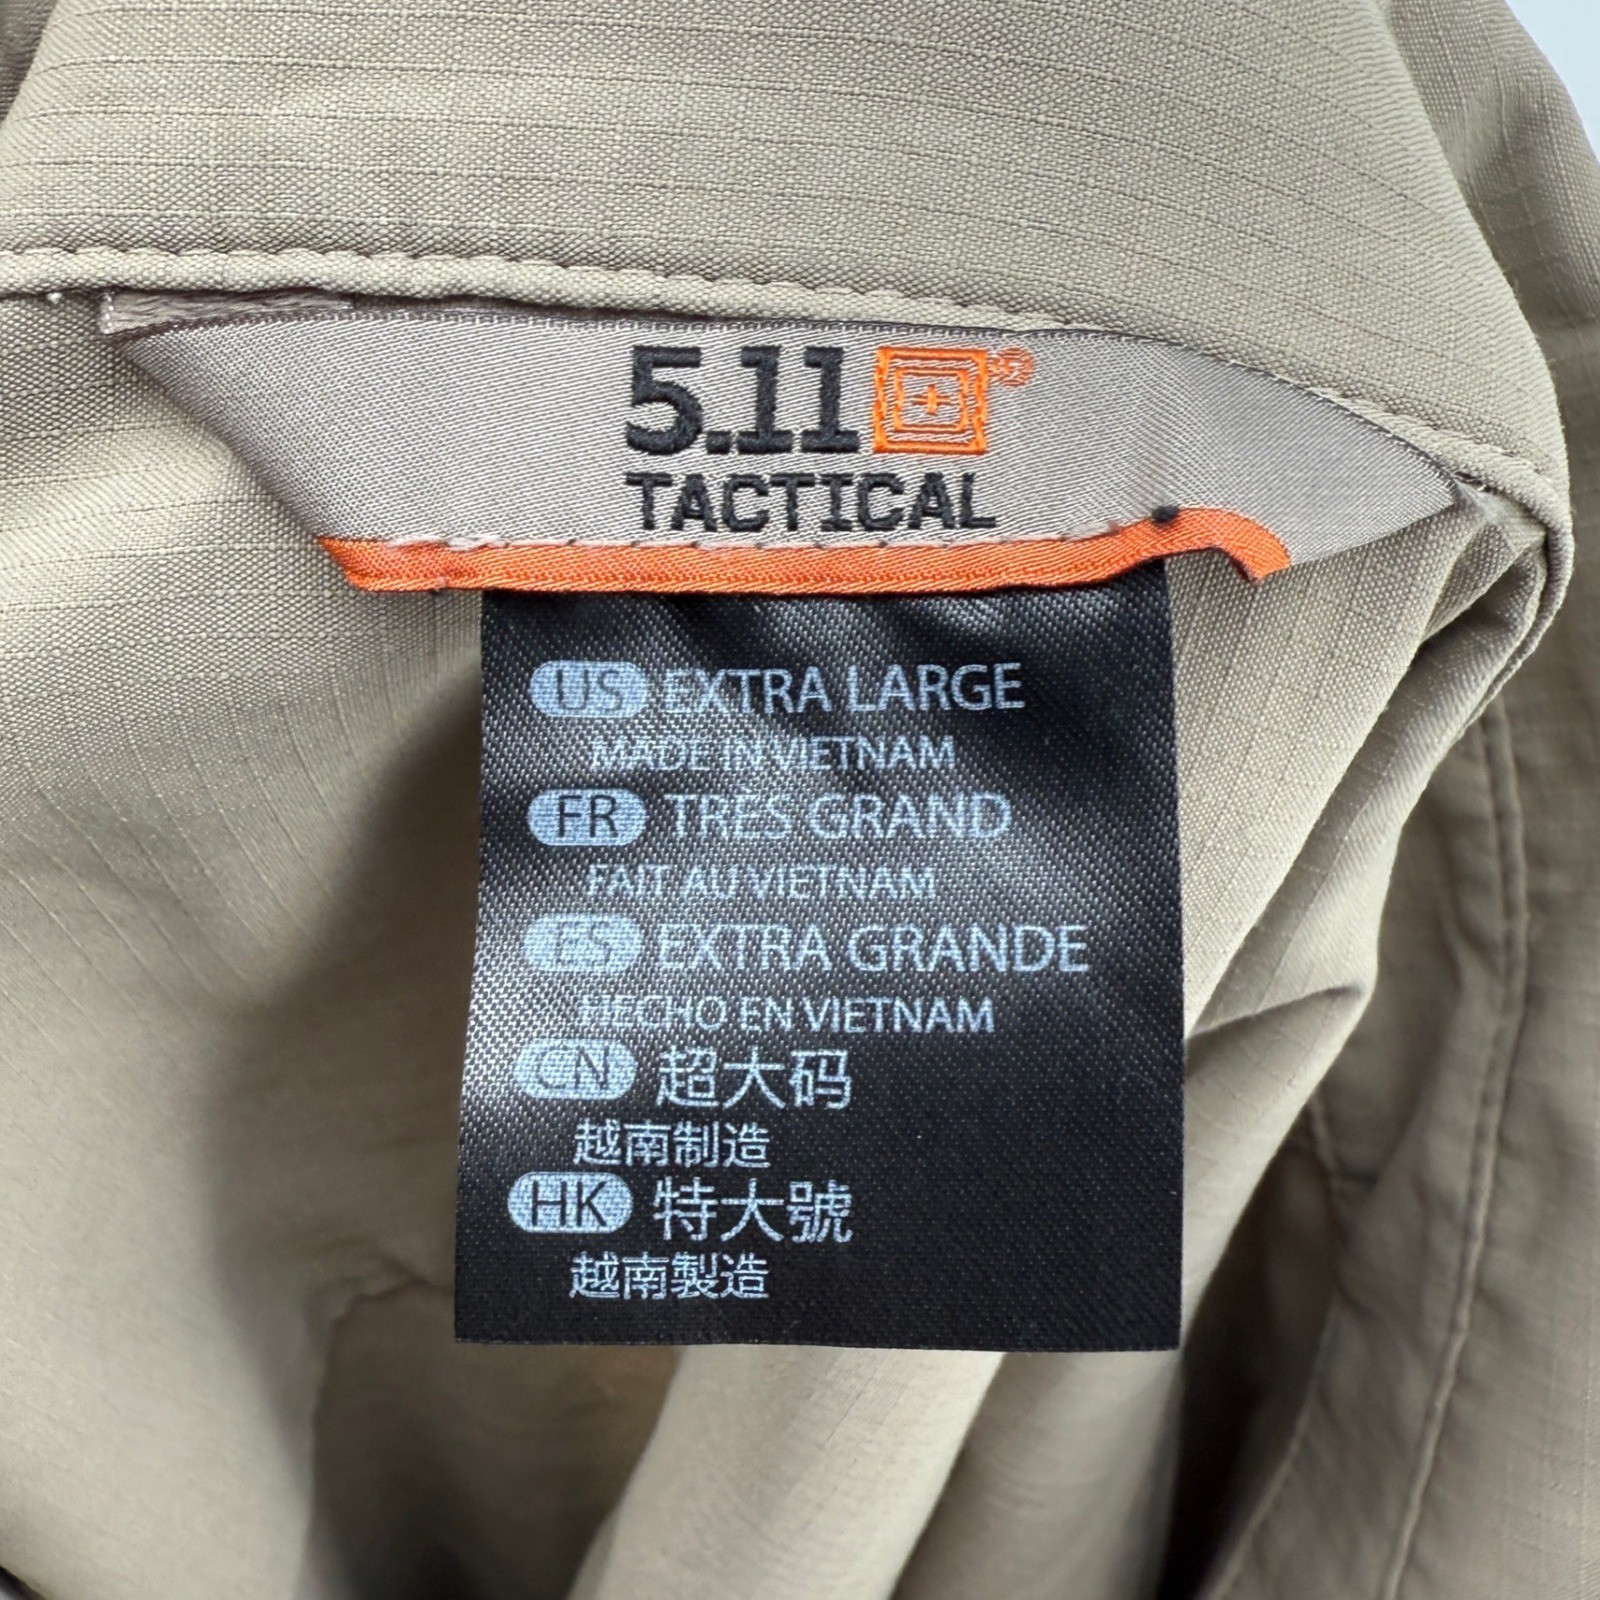 5.11®
TACTICAL
US EXTRA LARGE
MADE IN VIETNAM
FR TRÈS GRAND
FAIT AU VIETNAM
ES EXTRA GRANDE
HECHO EN VIETNAM
CN 超大码
越南制造
HK 特大號
越南製造